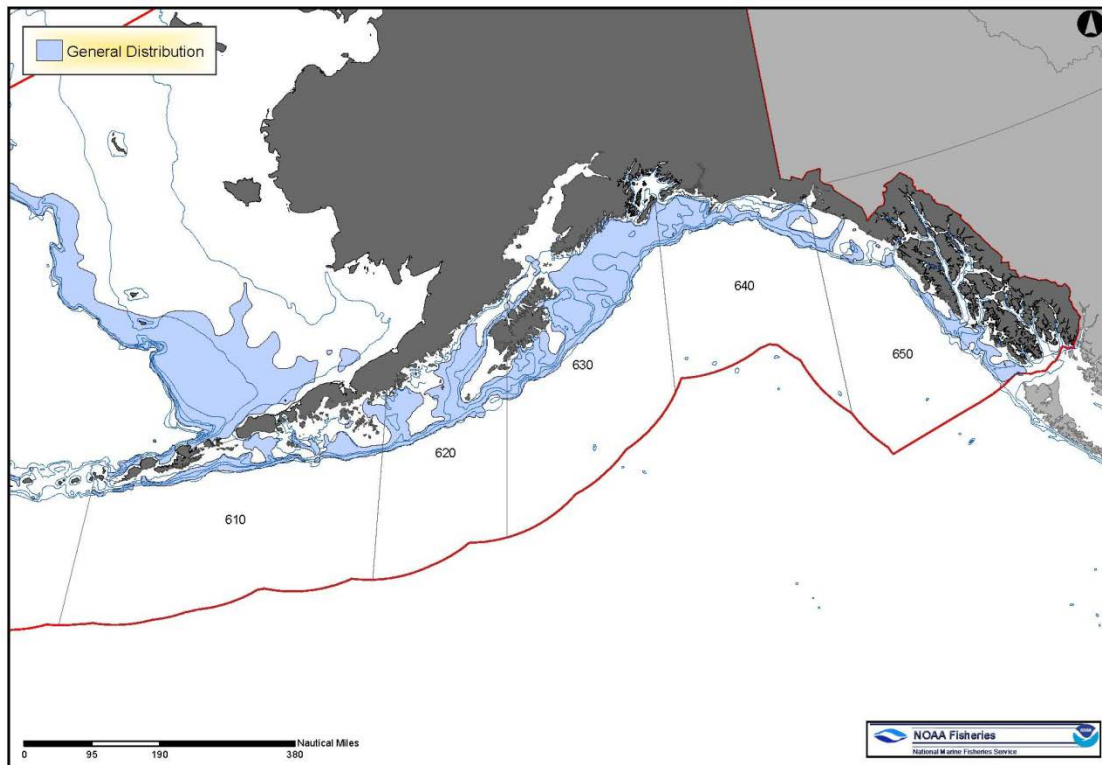 General Distribution
640
650
630
620
610
Nautical Miles
0 95 190 380
NOAA Fisheries
National Marine Fisheries Service